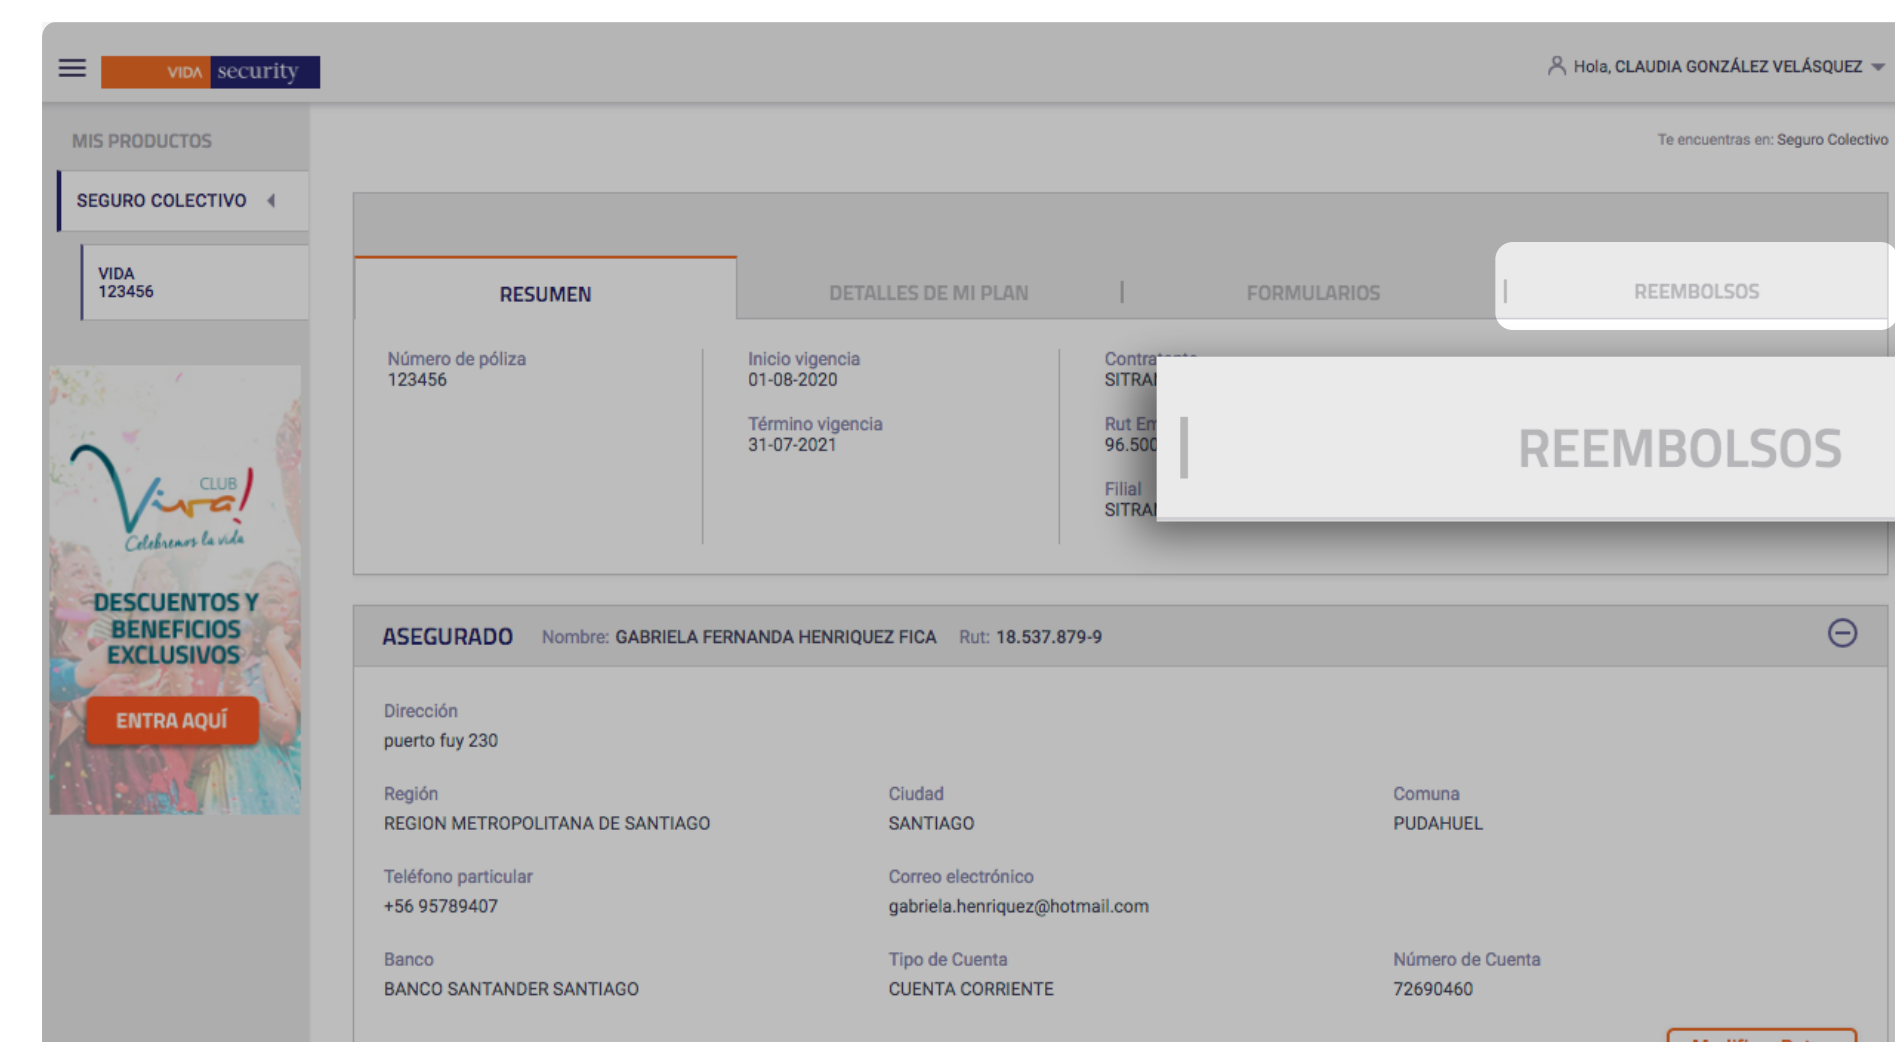 VIDA security
Hola, CLAUDIA GONZÁLEZ VELÁSQUEZ
MIS PRODUCTOS
Te encuentras en: Seguro Colectivo
SEGURO COLECTIVO
VIDA
123456
RESUMEN
DETALLES DE MI PLAN
FORMULARIOS
REEMBOLSOS
Número de póliza
123456
Inicio vigencia
01-08-2020
Término vigencia
31-07-2021
Rut
96.500
Filial
REEMBOLSOS
CLUB
Viva!
Celebremos la vida
DESCUENTOS Y
BENEFICIOS
EXCLUSIVOS
ENTRA AQUÍ
ASEGURADO Nombre: GABRIELA FERNANDA HENRIQUEZ FICA Rut: 18.537.879-9
Dirección
puerto fuy 230
Región
REGION METROPOLITANA DE SANTIAGO
Ciudad
SANTIAGO
Comuna
PUDAHUEL
Teléfono particular
+56 95789407
Correo electrónico
gabriela.henriquez@hotmail.com
Banco
BANCO SANTANDER SANTIAGO
Tipo de Cuenta
CUENTA CORRIENTE
Número de Cuenta
72690460